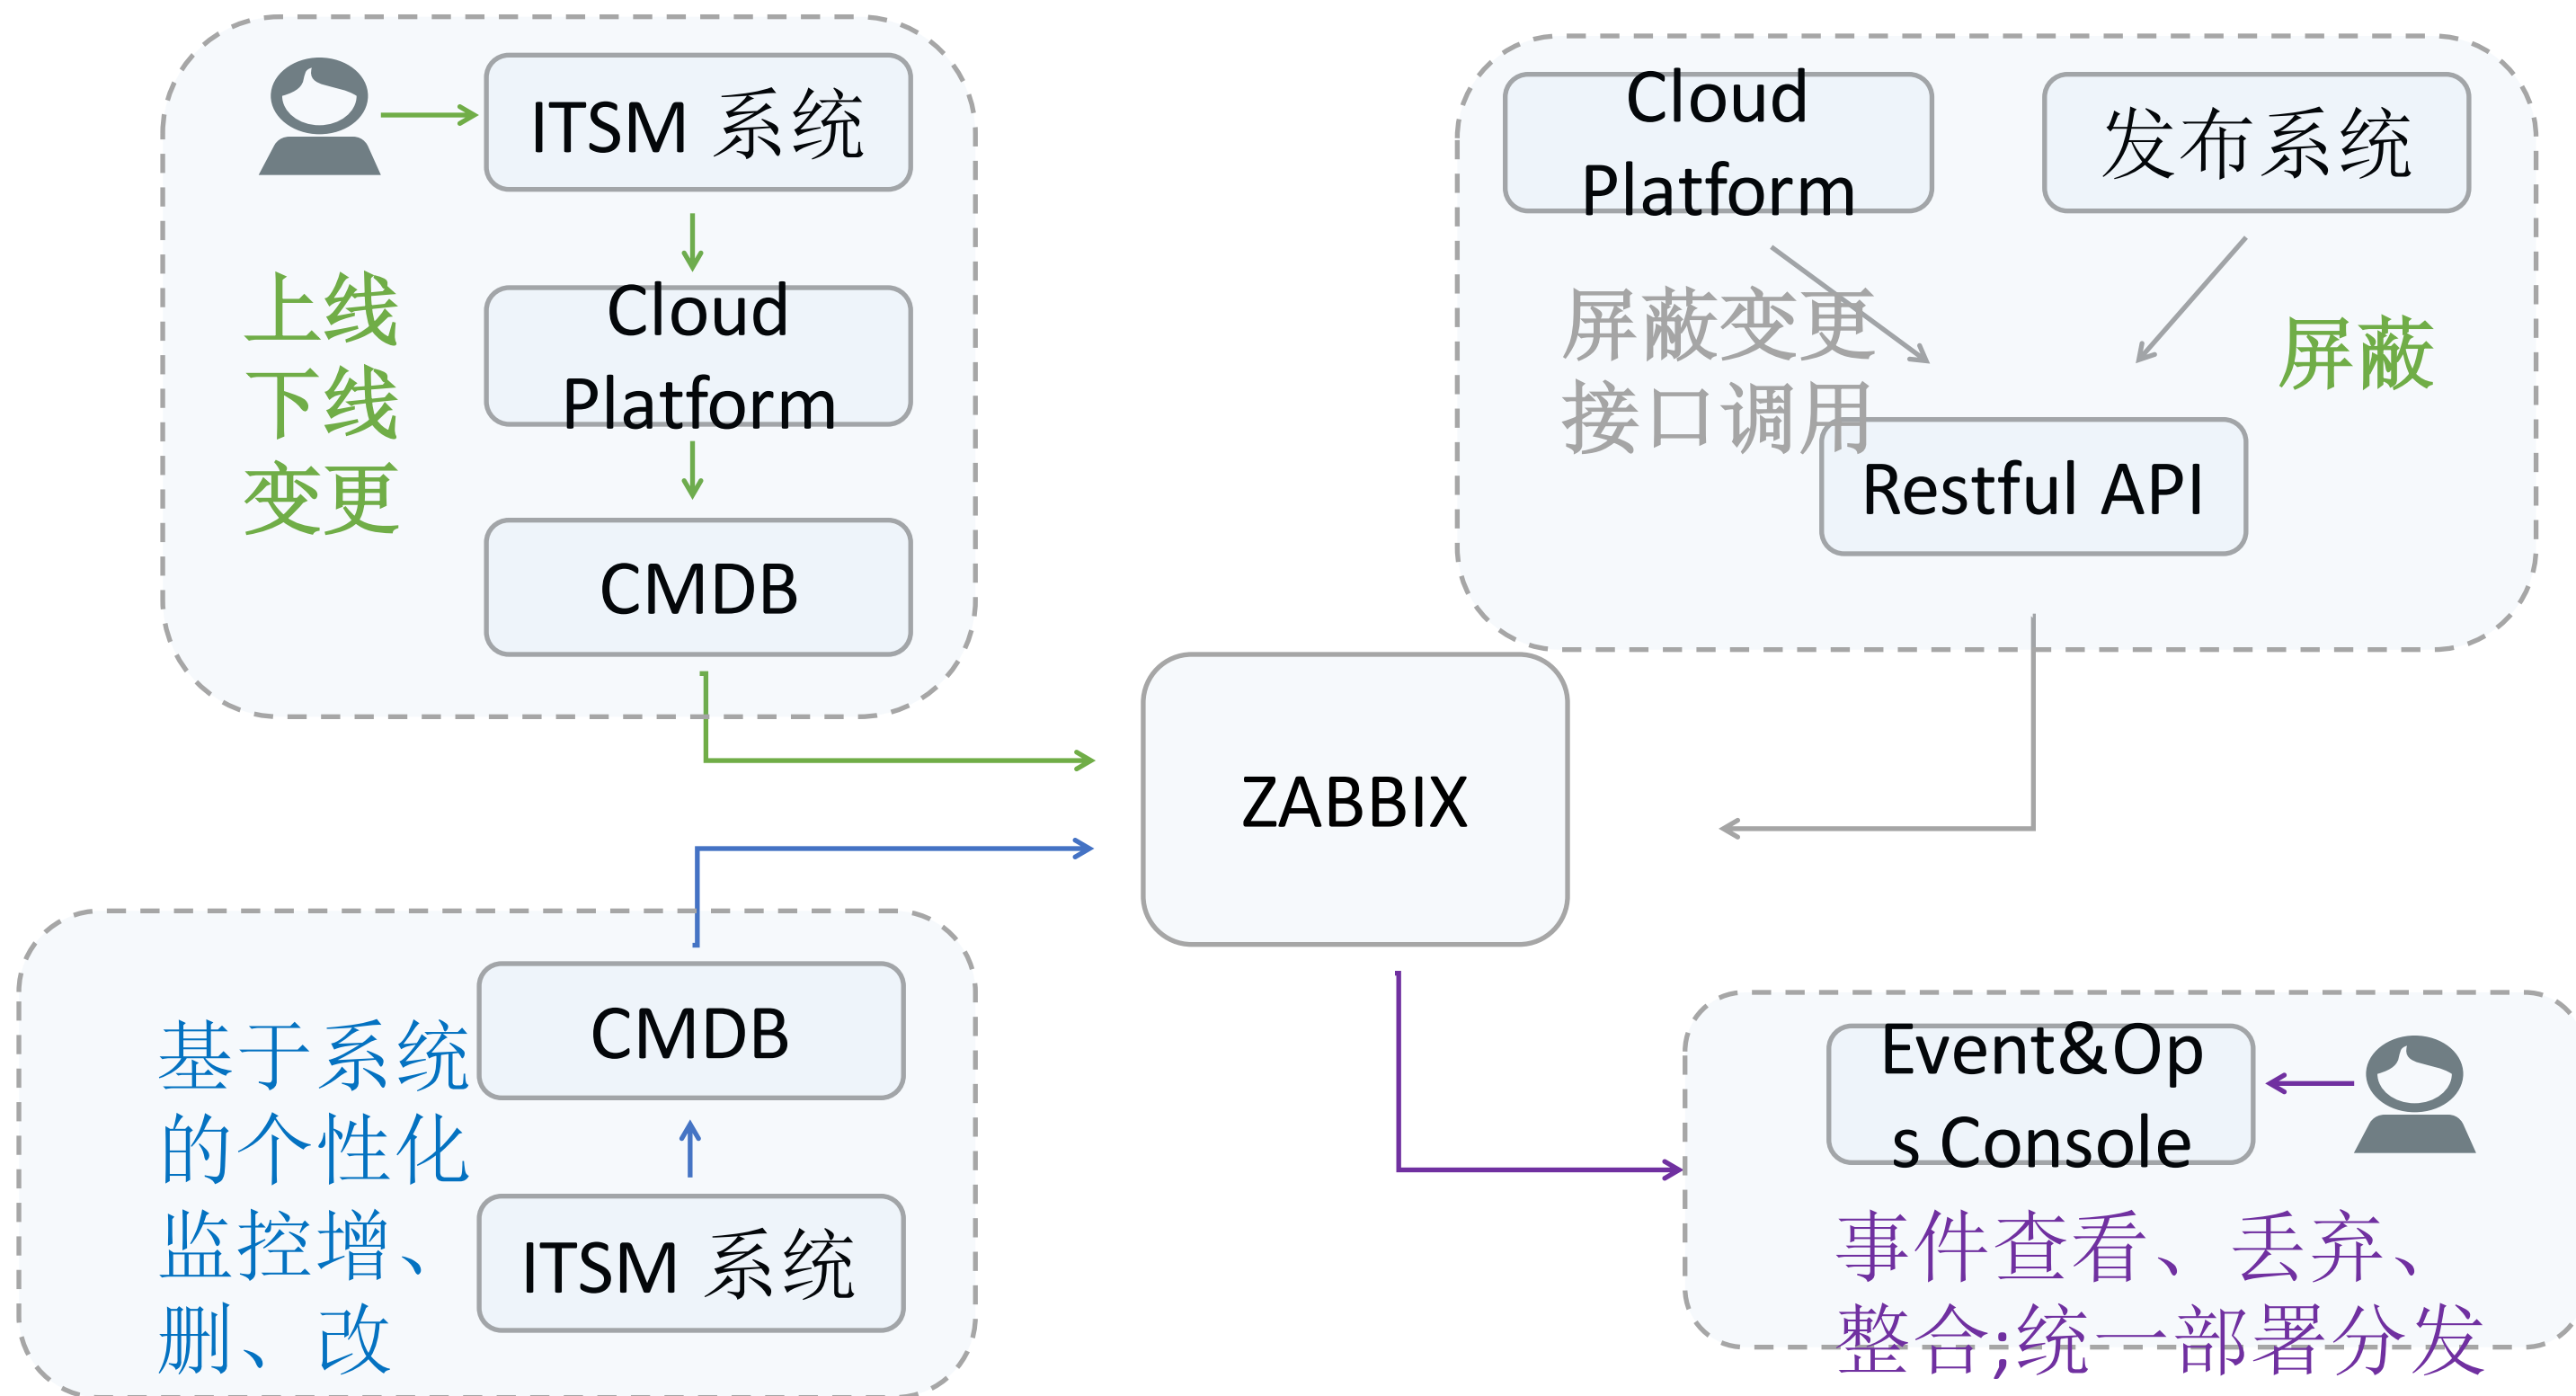 ITSM 系统
Cloud
Platform
CMDB
上线
下线
变更
Cloud
Platform
发布系统
屏蔽变更
接口调用
屏蔽
Restful API
ZABBIX
基于系统
的个性化
监控增、
删、改
CMDB
ITSM 系统
Event&Op
s Console
事件查看、丢弃、
整合;统一部署分发